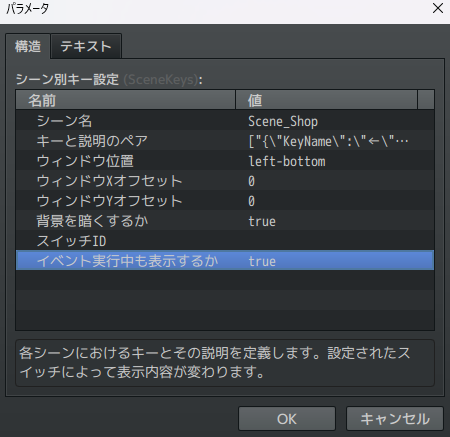 パラメータ
構造 テキスト
シーン別キー設定 (SceneKeys):
名前 値
シーン名 Scene_Shop
キーと説明のペア ["{\"KeyName\":\"←\"…
ウィンドウ位置 left-bottom
ウィンドウXオフセット 0
ウィンドウYオフセット 0
背景を暗くするか true
スイッチID
イベント実行中も表示するか true
各シーンにおけるキーとその説明を定義します。設定されたス
イッチによって表示内容が変わります。
OK キャンセル